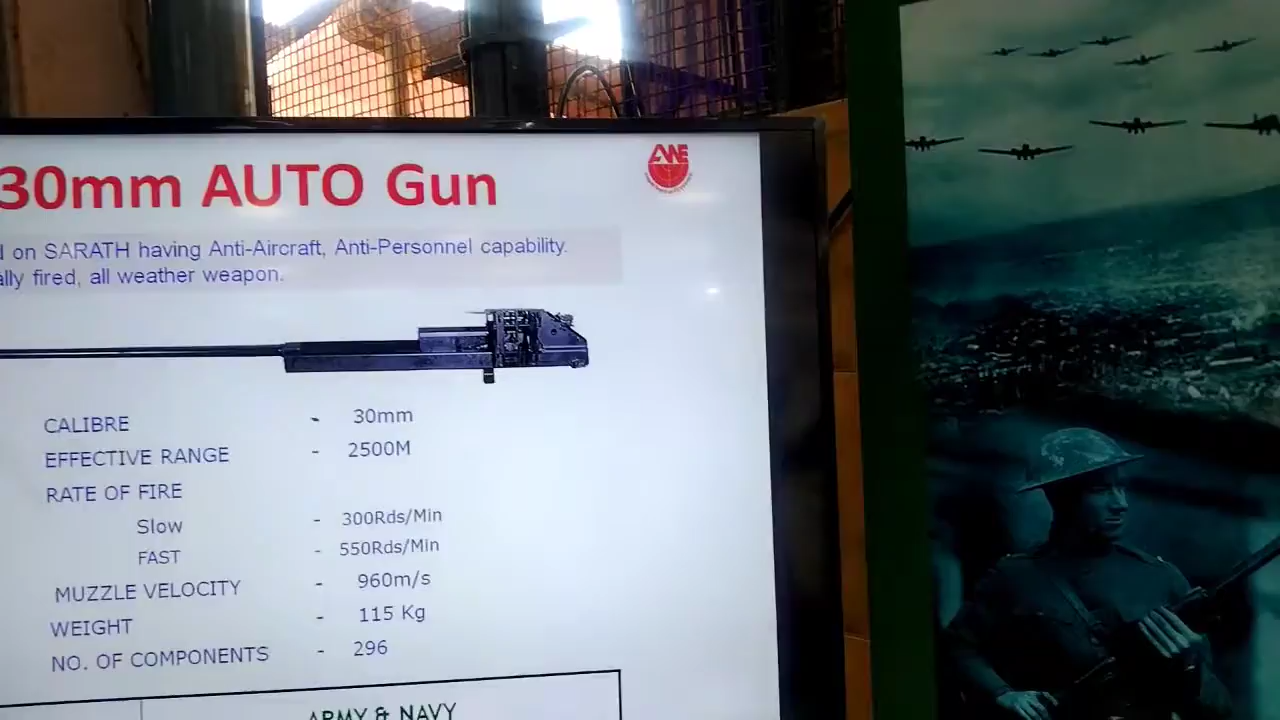 30mm AUTO Gun
AWE
on SARATH having Anti-Aircraft, Anti-Personnel capability.
fired, all weather weapon.
CALIBRE - 30mm
EFFECTIVE RANGE - 2500M
RATE OF FIRE
Slow - 300Rds/Min
FAST - 550Rds/Min
MUZZLE VELOCITY - 960m/s
WEIGHT - 115 Kg
NO. OF COMPONENTS - 296
ARMY & NAVY